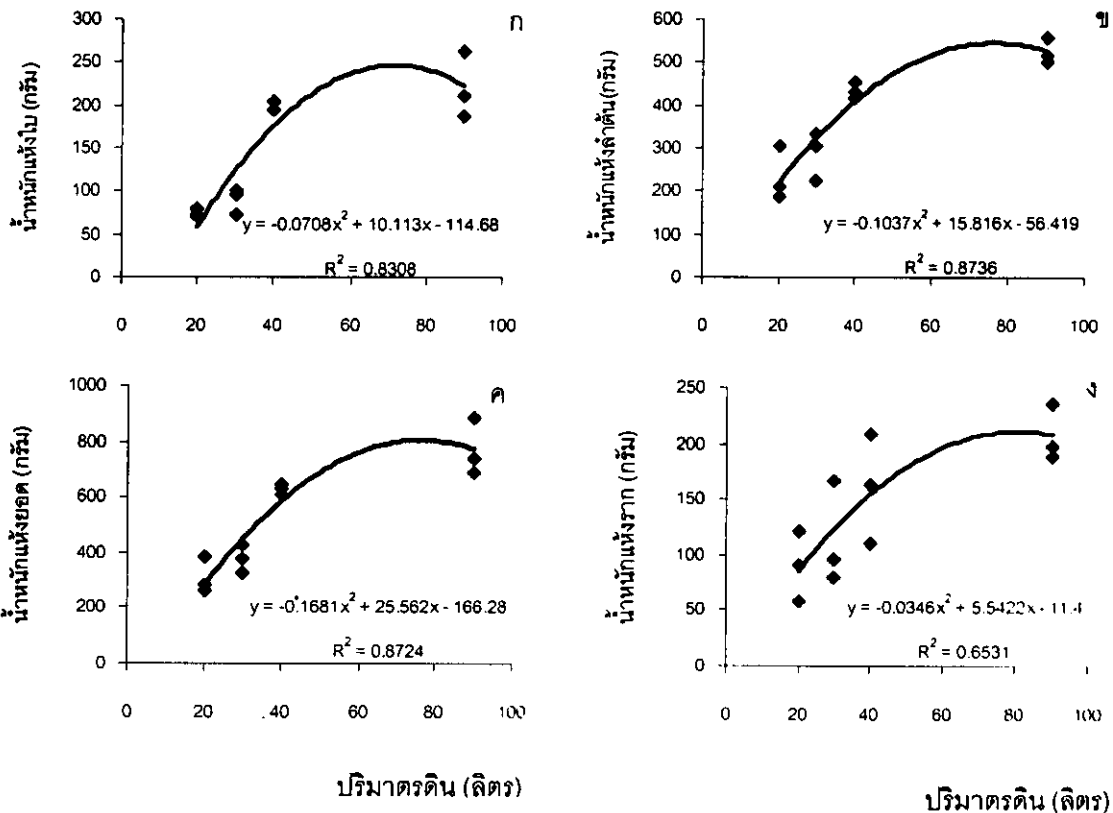 ก
น้ำหนักแห้งใบ (กรัม)
300
250
200
150
100
50
0
y = -0.0708x² + 10.113x - 114.68
R² = 0.8308
0 20 40 60 80 100
ข
น้ำหนักแห้งลำต้น(กรัม)
600
500
400
300
200
100
0
y = -0.1037x² + 15.816x - 56.419
R² = 0.8736
0 20 40 60 80 100
ค
น้ำหนักแห้งยอด (กรัม)
1000
800
600
400
200
0
y = -0.1681x² + 25.562x - 166.28
R² = 0.8724
0 20 40 60 80 100
ปริมาตรดิน (ลิตร)
ง
น้ำหนักแห้งราก (กรัม)
250
200
150
100
50
0
y = -0.0346x² + 5.5422x - 11.4
R² = 0.6531
0 20 40 60 80 100
ปริมาตรดิน (ลิตร)